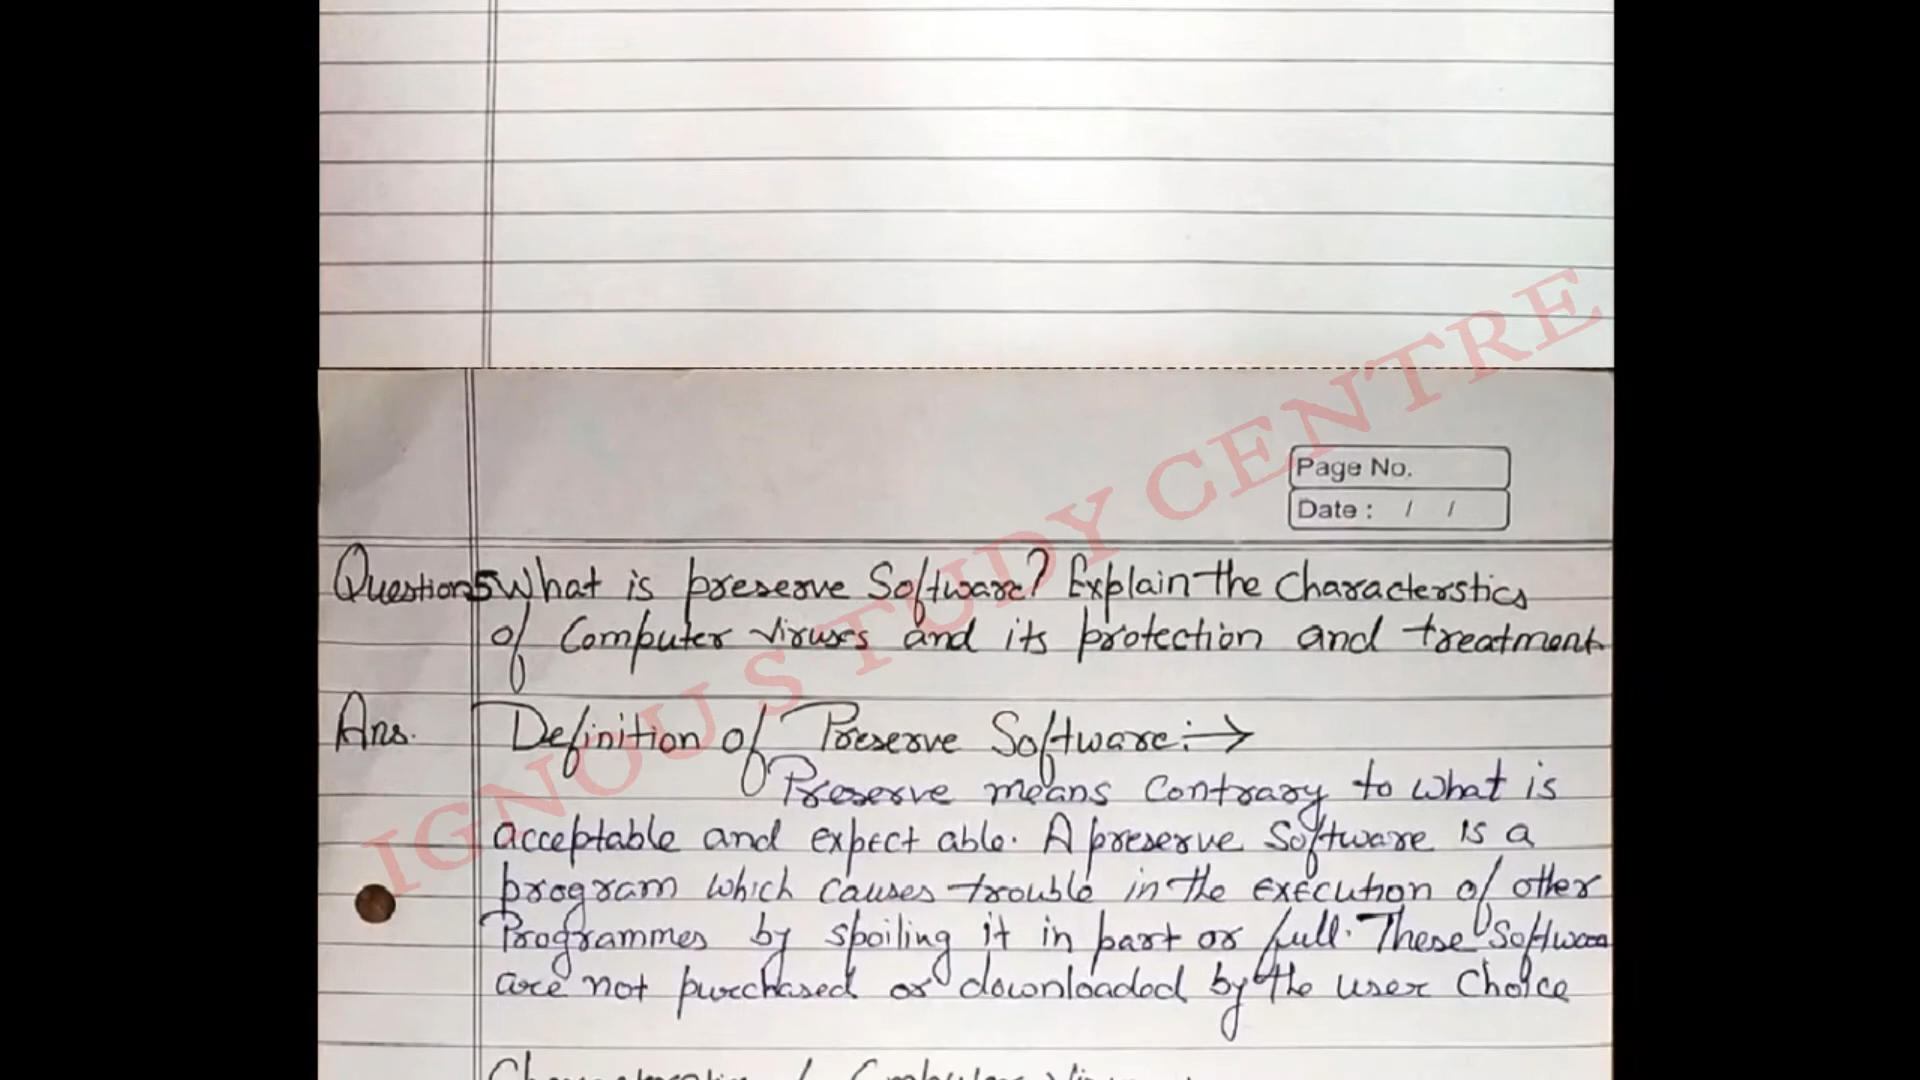 Page No.
Date : / /
Question5 What is preserve Software? Explain the Characterstics
of Computer viruses and its protection and treatment
Ans. Definition of Preserve Software:→
Preserve means Contrary to what is
acceptable and expect able. A preserve Software is a
program which causes trouble in the execution of other
Programmes by spoiling it in part or full. These Software
are not purchased or downloaded by the user Choice
IGNOU STUDY CENTRE